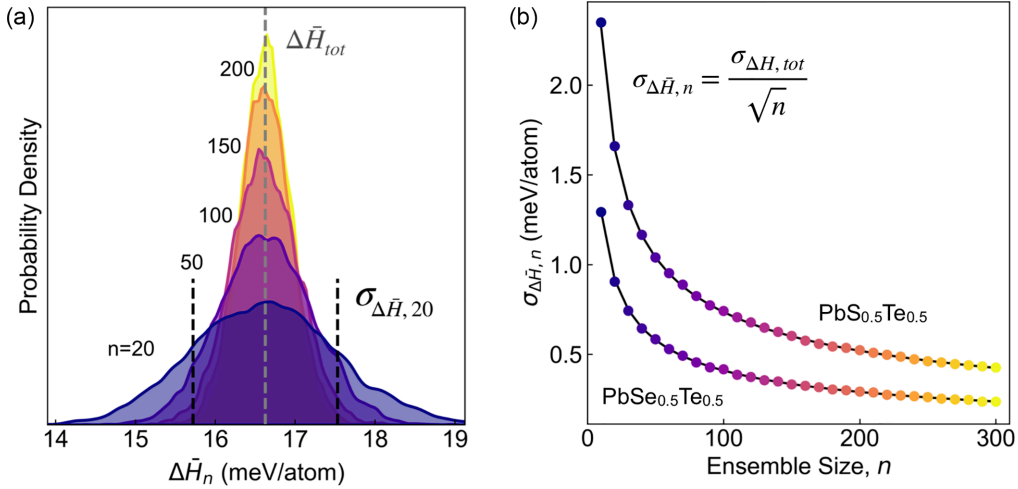 (a)
ΔH̄tot
200
150
100
50
n=20
σΔH̄, 20
Probability Density
14 15 16 17 18 19
ΔH̄n (meV/atom)
(b)
σΔH̄, n = σΔH, tot / √n
2.0
1.5
1.0
0.5
σΔH̄, n (meV/atom)
PbS0.5Te0.5
PbSe0.5Te0.5
0 100 200 300
Ensemble Size, n